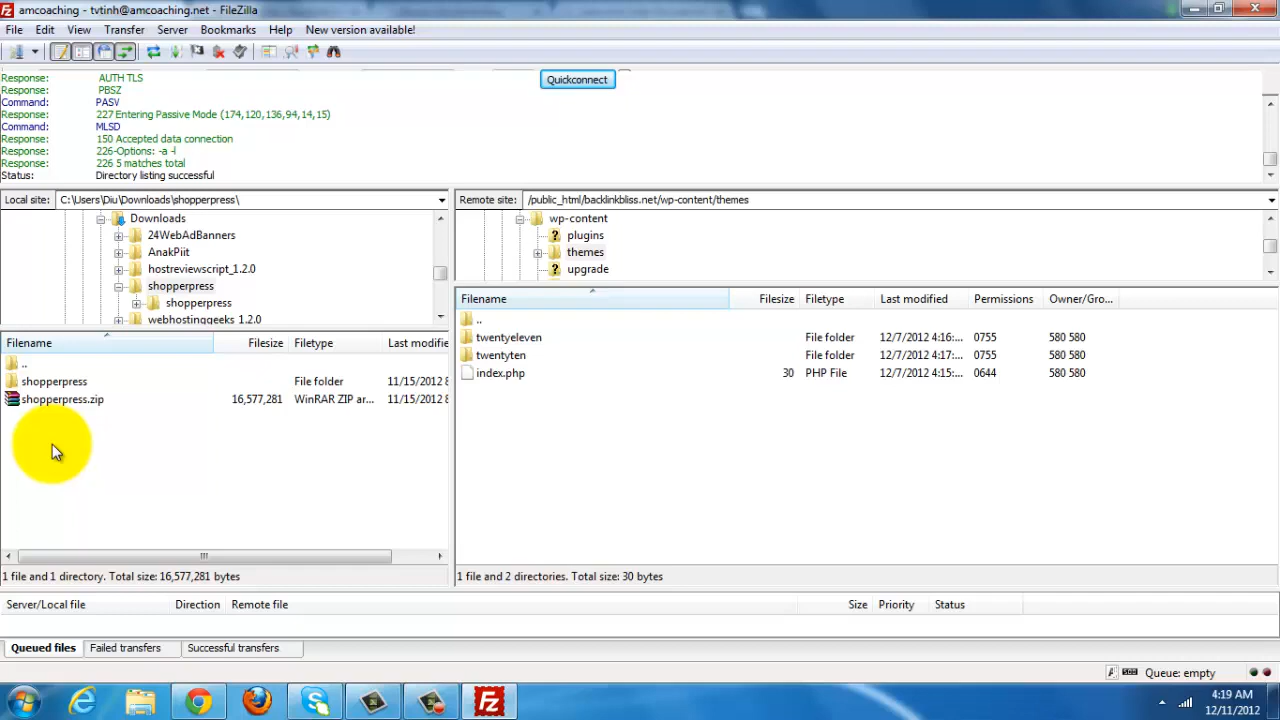 amcoaching - tvtinh@amcoaching.net - FileZilla
File Edit View Transfer Server Bookmarks Help New version available!
Quickconnect
Response: AUTH TLS
Response: PBSZ
Command: PASV
Response: 227 Entering Passive Mode (174,120,136,94,14,15)
Command: MLSD
Response: 150 Accepted data connection
Response: 226-Options: -a -l
Response: 226 5 matches total
Status: Directory listing successful
Local site: C:\Users\Diu\Downloads\shopperpress\
Downloads
24WebAdBanners
AnakPiit
hostreviewscript_1.2.0
shopperpress
shopperpress
webhostinggeeks 1.2.0
Filename Filesize Filetype Last modifie
..
shopperpress File folder 11/15/2012 8
shopperpress.zip 16,577,281 WinRAR ZIP ar... 11/15/2012 8
1 file and 1 directory. Total size: 16,577,281 bytes
Remote site: /public_html/backlinkbliss.net/wp-content/themes
wp-content
plugins
themes
upgrade
Filename Filesize Filetype Last modified Permissions Owner/Gro...
..
twentyeleven File folder 12/7/2012 4:16:... 0755 580 580
twentyten File folder 12/7/2012 4:17:... 0755 580 580
index.php 30 PHP File 12/7/2012 4:15:... 0644 580 580
1 file and 2 directories. Total size: 30 bytes
Server/Local file Direction Remote file Size Priority Status
Queued files Failed transfers Successful transfers
Queue: empty
4:19 AM
12/11/2012